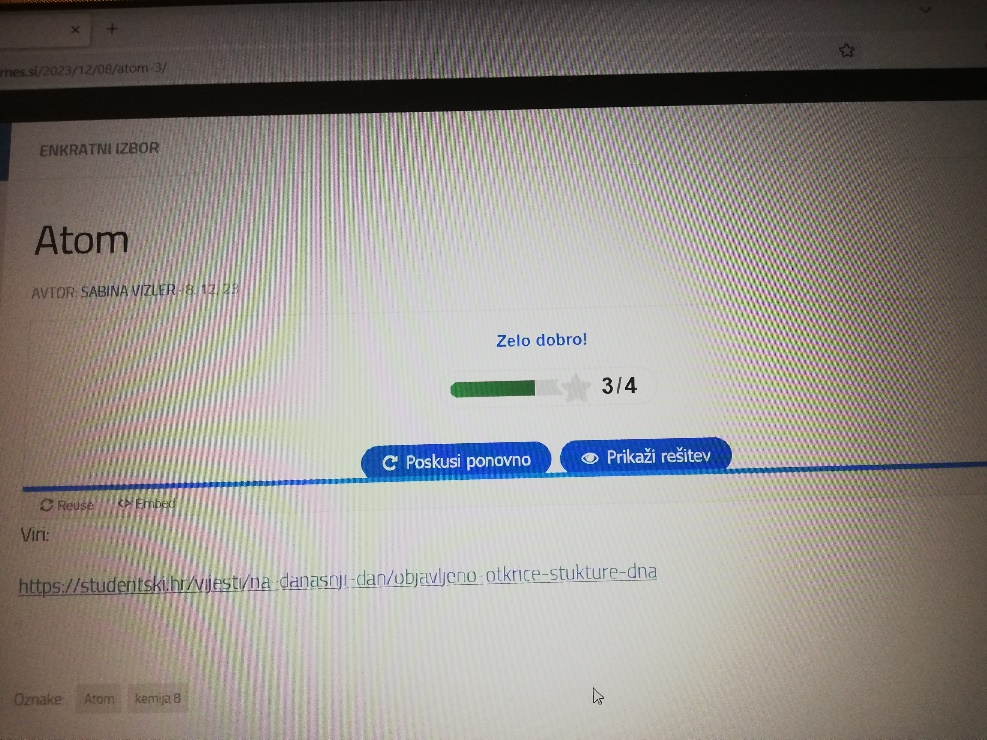 rnes.si/2023/12/08/atom-3/
ENKRATNI IZBOR
Atom
AVTOR: SABINA VIZLER · 8. 12. 23
Zelo dobro!
3/4
Poskusi ponovno
Prikaži rešitev
Reuse
Embed
Viri:
https://studentski.hr/vijesti/na-danasnji-dan/objavljeno-otkrice-stukture-dna
Oznake:
Atom
kemija 8